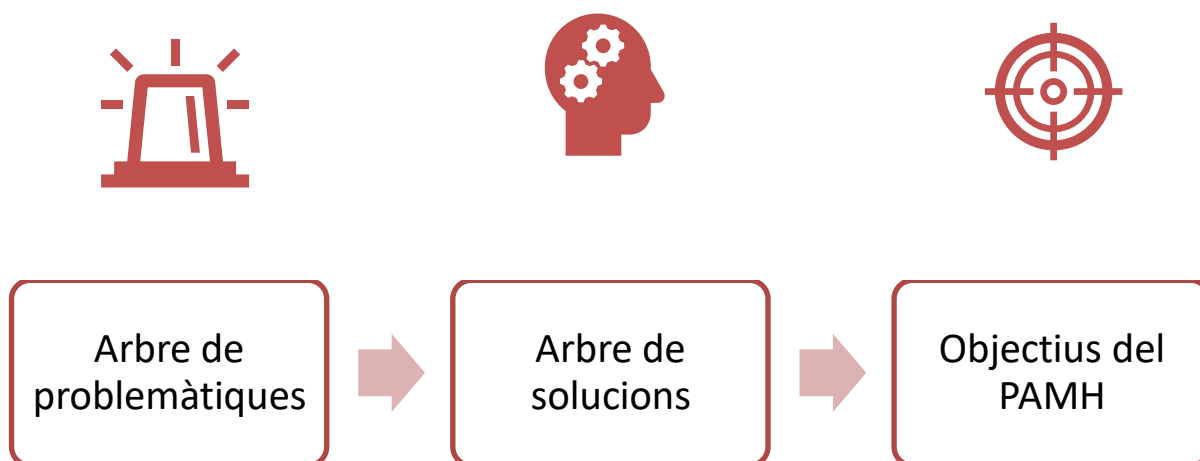 Arbre de
problemàtiques
Arbre de
solucions
Objectius del
PAMH